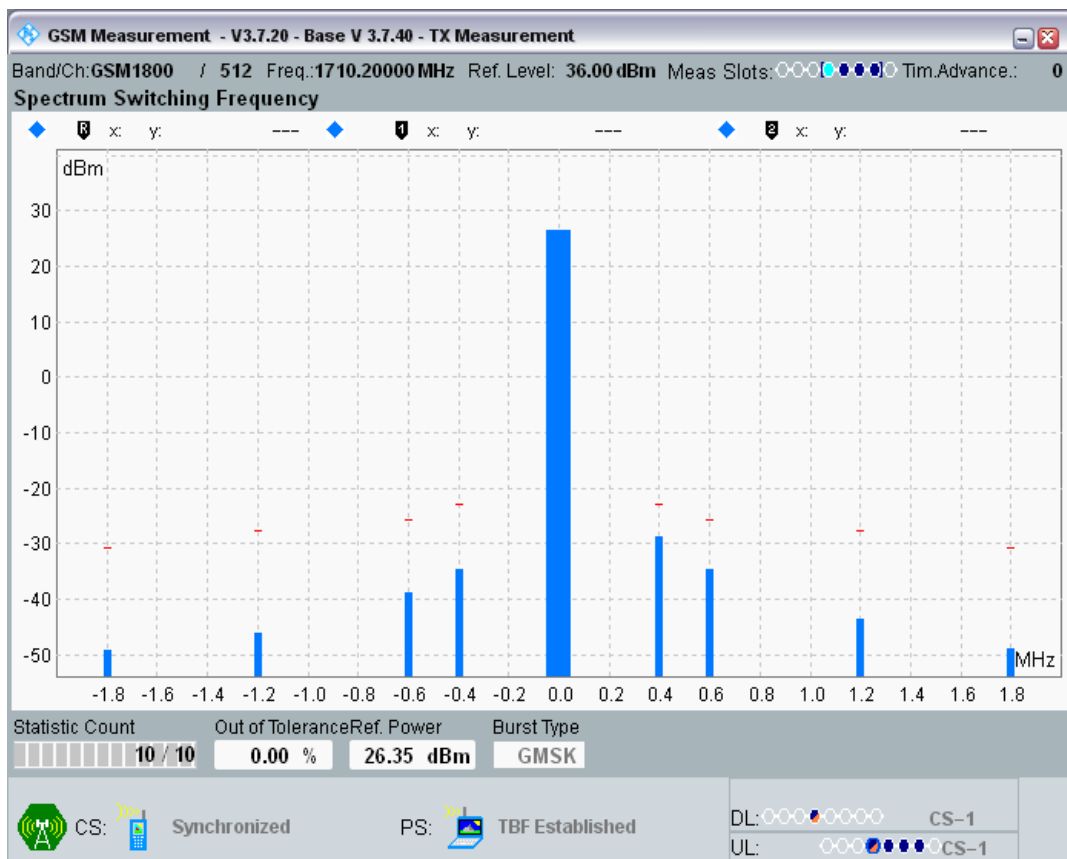 GSM Measurement - V3.7.20 - Base V 3.7.40 - TX Measurement
Band/Ch:GSM1800 / 512 Freq.:1710.20000 MHz Ref. Level: 36.00 dBm Meas Slots: Tim.Advance.: 0
Spectrum Switching Frequency
R x: y: --- 1 x: y: --- 2 x: y: ---
dBm
30
20
10
0
-10
-20
-30
-40
-50
MHz
-1.8 -1.6 -1.4 -1.2 -1.0 -0.8 -0.6 -0.4 -0.2 0.0 0.2 0.4 0.6 0.8 1.0 1.2 1.4 1.6 1.8
Statistic Count Out of Tolerance Ref. Power Burst Type
10 / 10 0.00 % 26.35 dBm GMSK
CS: Synchronized PS: TBF Established
DL: CS-1
UL: CS-1